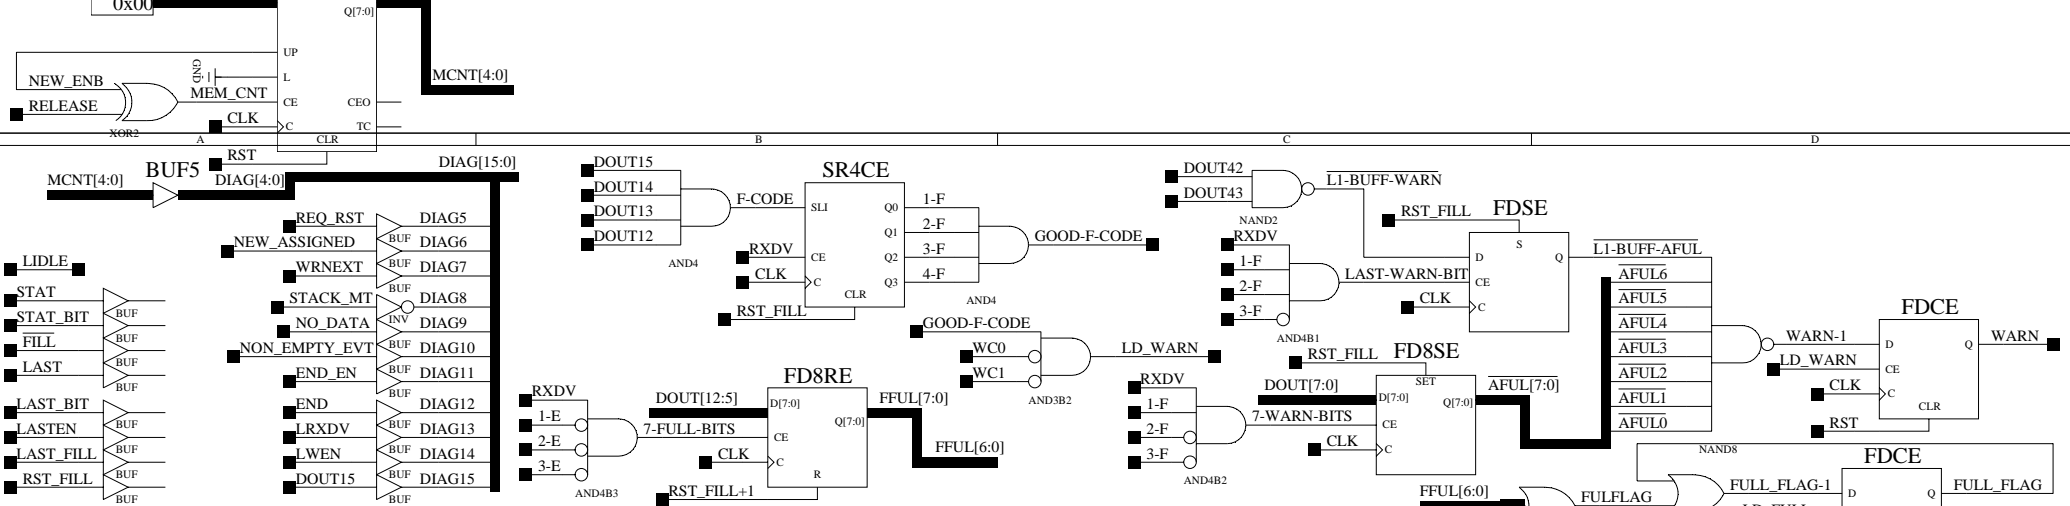 0x00
Q[7:0]
UP
GND
L
NEW_ENB
RELEASE
XOR2
MEM_CNT
CE
CEO
CLK
C
TC
CLR
RST
MCNT[4:0]
A
B
C
D
BUF5
MCNT[4:0]
DIAG[4:0]
DIAG[15:0]
REQ_RST
BUF
DIAG5
NEW_ASSIGNED
BUF
DIAG6
WRNEXT
BUF
DIAG7
STACK_MT
INV
DIAG8
NO_DATA
BUF
DIAG9
NON_EMPTY_EVT
BUF
DIAG10
END_EN
BUF
DIAG11
END
BUF
DIAG12
LRXDV
BUF
DIAG13
LWEN
BUF
DIAG14
DOUT15
BUF
DIAG15
LIDLE
STAT
BUF
STAT_BIT
BUF
FILL
BUF
LAST
BUF
LAST_BIT
BUF
LASTEN
BUF
LAST_FILL
BUF
RST_FILL
BUF
DOUT15
DOUT14
DOUT13
DOUT12
AND4
F-CODE
SR4CE
SLI
Q0
Q1
Q2
Q3
RXDV
CE
CLK
C
CLR
RST_FILL
1-F
2-F
3-F
4-F
AND4
GOOD-F-CODE
GOOD-F-CODE
WC0
WC1
AND3B2
LD_WARN
RXDV
1-E
2-E
3-E
AND4B3
7-FULL-BITS
DOUT[12:5]
FD8RE
D[7:0]
Q[7:0]
CE
CLK
C
R
RST_FILL+1
FFUL[7:0]
FFUL[6:0]
DOUT42
DOUT43
NAND2
L1-BUFF-WARN
RXDV
1-F
2-F
3-F
AND4B1
LAST-WARN-BIT
RST_FILL
FDSE
S
D
Q
CE
CLK
C
L1-BUFF-AFUL
AFUL6
AFUL5
AFUL4
AFUL3
AFUL2
AFUL1
AFUL0
NAND8
RXDV
1-F
2-F
3-F
AND4B2
7-WARN-BITS
RST_FILL
FD8SE
SET
DOUT[7:0]
D[7:0]
Q[7:0]
CE
CLK
C
AFUL[7:0]
WARN-1
LD_WARN
CLK
RST
FDCE
D
Q
CE
C
CLR
WARN
FFUL[6:0]
FULFLAG
FULL_FLAG-1
FDCE
D
Q
FULL_FLAG